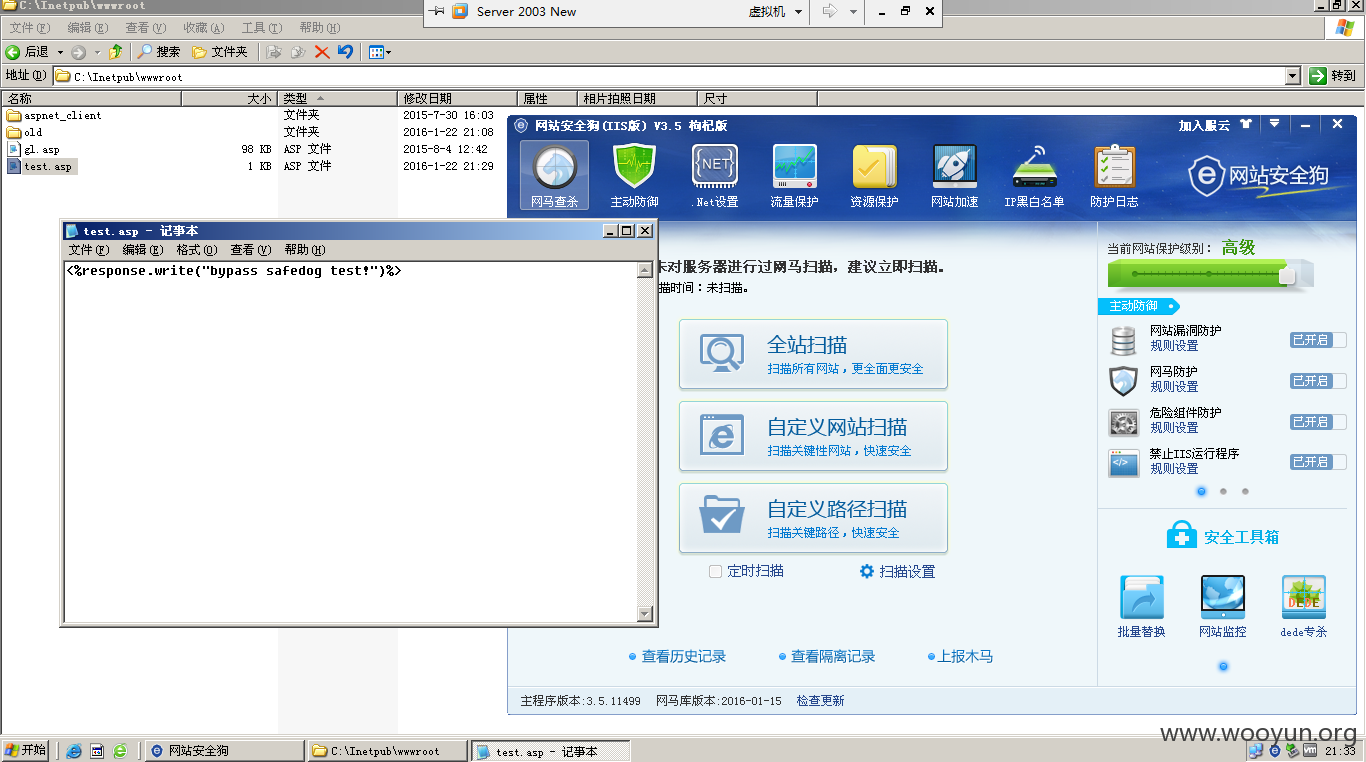 C:\Inetpub\wwwroot
Server 2003 New
虚拟机
文件(F) 编辑(E) 查看(V) 收藏(A) 工具(T) 帮助(H)
后退 搜索 文件夹
地址(D) C:\Inetpub\wwwroot 转到
名称 大小 类型 修改日期 属性 相片拍照日期 尺寸
aspnet_client 文件夹 2015-7-30 16:03
old 文件夹 2016-1-22 21:08
gl.asp 98 KB ASP 文件 2015-8-4 12:42
test.asp 1 KB ASP 文件 2016-1-22 21:29
网站安全狗(IIS版) V3.5 枸杞版 加入服云
NET
网马查杀 主动防御 .Net设置 流量保护 资源保护 网站加速 IP黑白名单 防护日志
网站安全狗
test.asp - 记事本
文件(F) 编辑(E) 格式(O) 查看(V) 帮助(H)
<%response.write("bypass safedog test!")%>
对服务器进行过网马扫描，建议立即扫描。
描时间：未扫描。
全站扫描
扫描所有网站，更全面更安全
自定义网站扫描
扫描关键性网站，快速安全
自定义路径扫描
扫描关键路径，快速安全
定时扫描 扫描设置
查看历史记录 查看隔离记录 上报木马
主程序版本:3.5.11499 网马库版本:2016-01-15 检查更新
当前网站保护级别： 高级
主动防御
网站漏洞防护
规则设置
已开启
网马防护
规则设置
已开启
危险组件防护
规则设置
已开启
禁止IIS运行程序
规则设置
已开启
安全工具箱
DEDE
批量替换 网站监控 dede专杀
www.wooyun.org
开始 网站安全狗 C:\Inetpub\wwwroot test.asp - 记事本 21:33